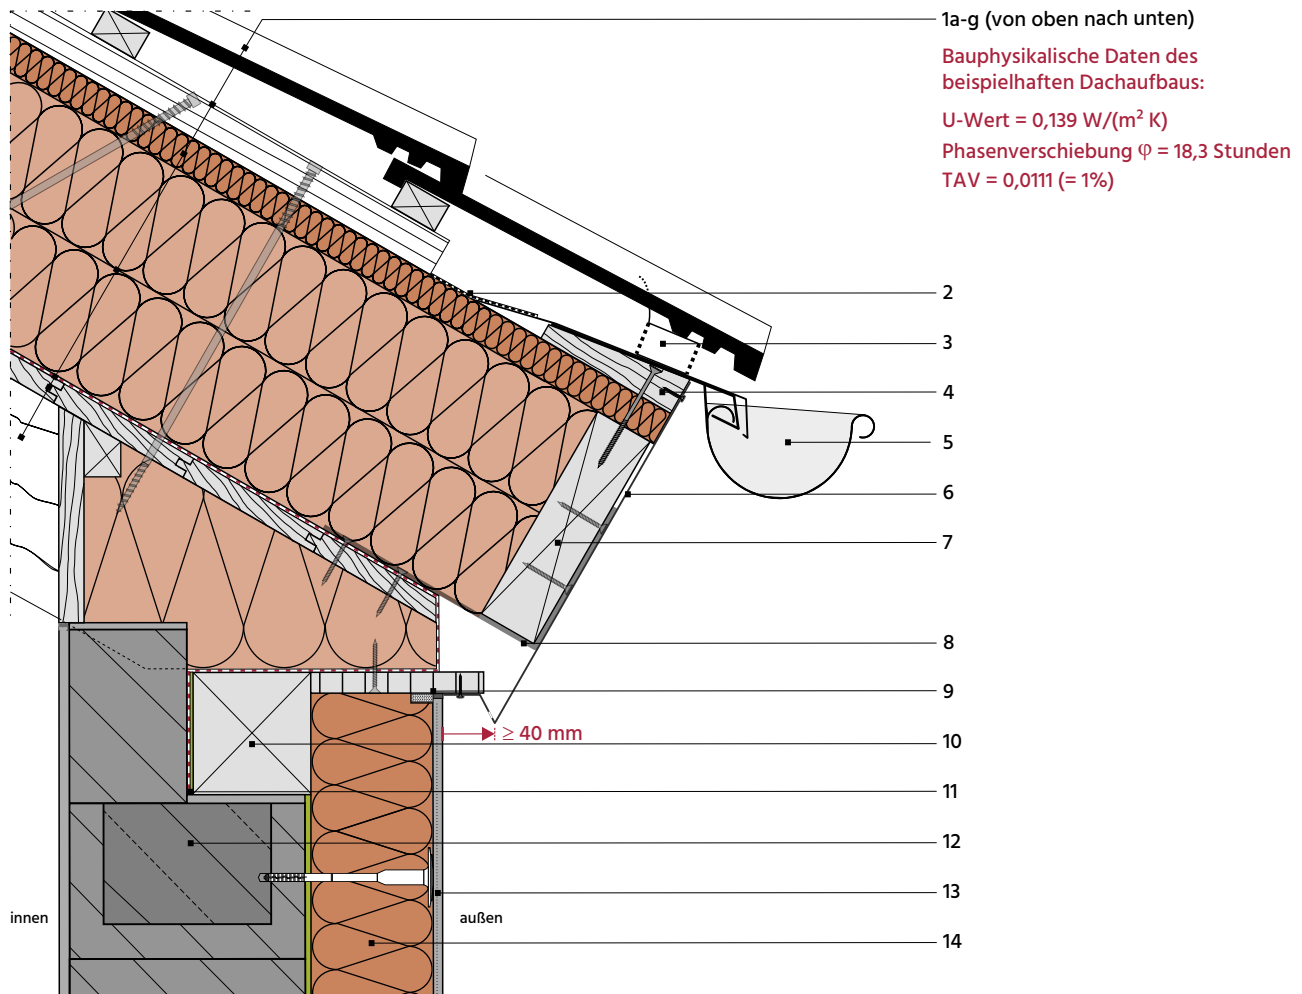 1a-g (von oben nach unten)
Bauphysikalische Daten des
beispielhaften Dachaufbaus:
U-Wert = 0,139 W/(m² K)
Phasenverschiebung φ = 18,3 Stunden
TAV = 0,0111 (= 1%)
2
3
4
5
6
7
8
9
≥ 40 mm
10
11
12
13
innen
außen
14